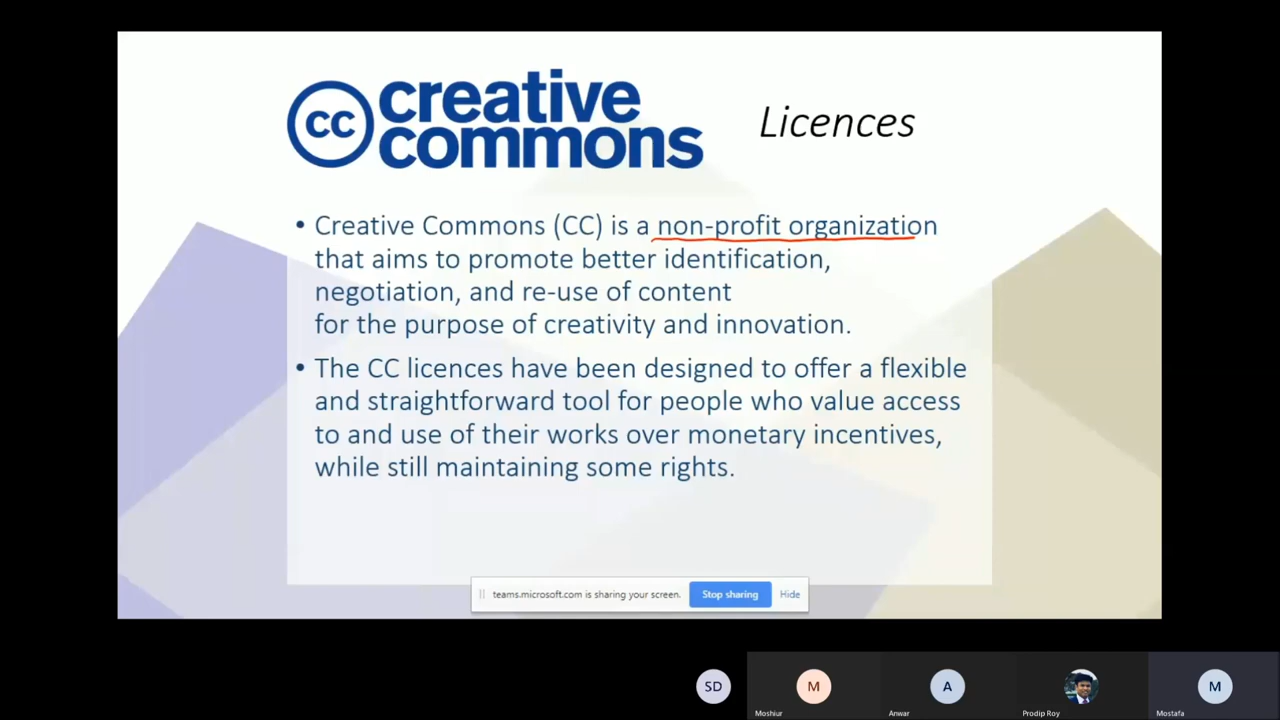 cc creative commons
Licences
• Creative Commons (CC) is a non-profit organization
that aims to promote better identification,
negotiation, and re-use of content
for the purpose of creativity and innovation.
• The CC licences have been designed to offer a flexible
and straightforward tool for people who value access
to and use of their works over monetary incentives,
while still maintaining some rights.
teams.microsoft.com is sharing your screen. Stop sharing Hide
SD M A M
Moshiur Anwar Prodip Roy Mostafa